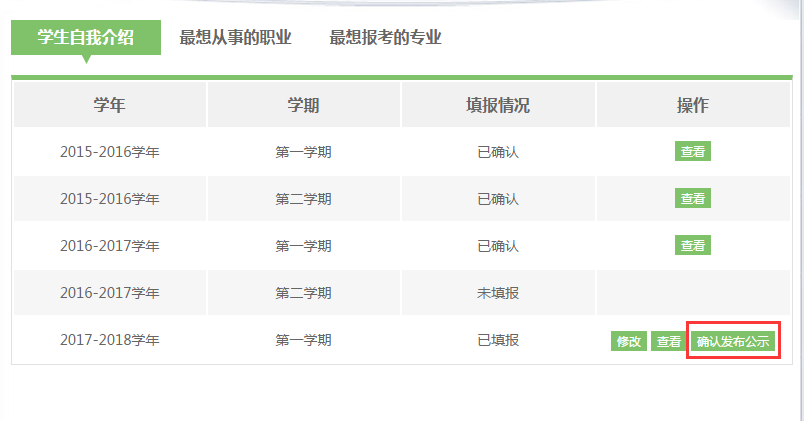 学生自我介绍 最想从事的职业 最想报考的专业
学年 学期 填报情况 操作
2015-2016学年 第一学期 已确认 查看
2015-2016学年 第二学期 已确认 查看
2016-2017学年 第一学期 已确认 查看
2016-2017学年 第二学期 未填报
2017-2018学年 第一学期 已填报 修改 查看 确认发布公示